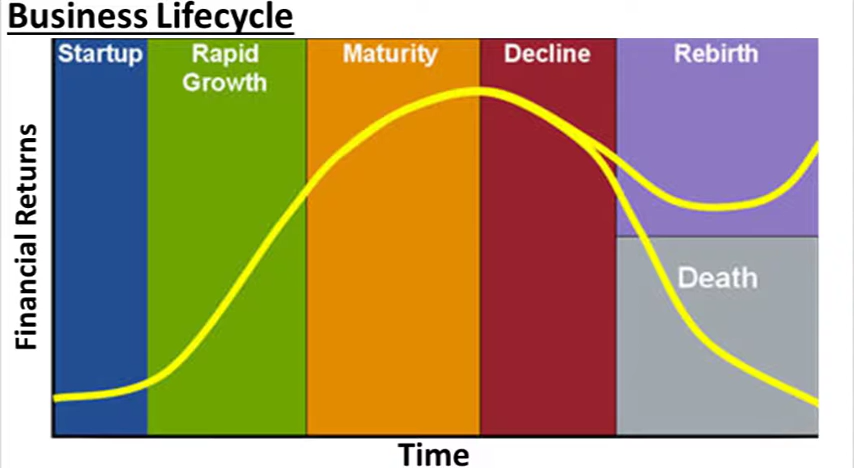 Business Lifecycle
Startup
Rapid
Growth
Maturity
Decline
Rebirth
Death
Financial Returns
Time